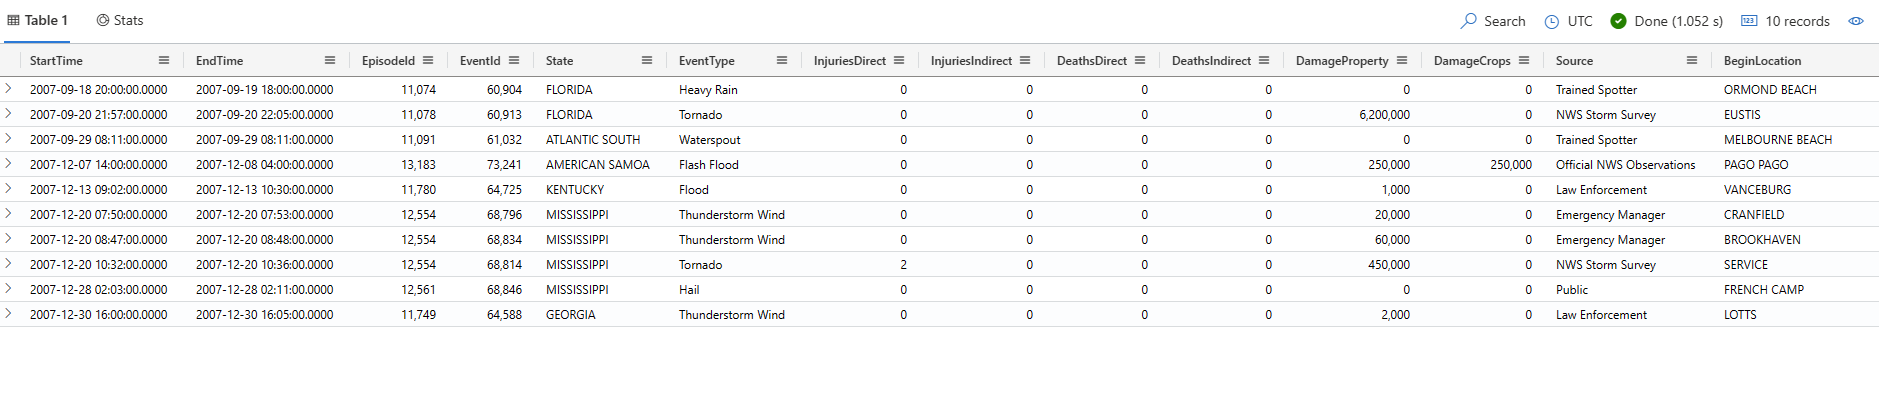 Table 1 Stats Search UTC Done (1.052 s) 123 10 records
StartTime EndTime EpisodeId EventId State EventType InjuriesDirect InjuriesIndirect DeathsDirect DeathsIndirect DamageProperty DamageCrops Source BeginLocation
2007-09-18 20:00:00.0000 2007-09-19 18:00:00.0000 11,074 60,904 FLORIDA Heavy Rain 0 0 0 0 0 0 Trained Spotter ORMOND BEACH
2007-09-20 21:57:00.0000 2007-09-20 22:05:00.0000 11,078 60,913 FLORIDA Tornado 0 0 0 0 6,200,000 0 NWS Storm Survey EUSTIS
2007-09-29 08:11:00.0000 2007-09-29 08:11:00.0000 11,091 61,032 ATLANTIC SOUTH Waterspout 0 0 0 0 0 0 Trained Spotter MELBOURNE BEACH
2007-12-07 14:00:00.0000 2007-12-08 04:00:00.0000 13,183 73,241 AMERICAN SAMOA Flash Flood 0 0 0 0 250,000 250,000 Official NWS Observations PAGO PAGO
2007-12-13 09:02:00.0000 2007-12-13 10:30:00.0000 11,780 64,725 KENTUCKY Flood 0 0 0 0 1,000 0 Law Enforcement VANCEBURG
2007-12-20 07:50:00.0000 2007-12-20 07:53:00.0000 12,554 68,796 MISSISSIPPI Thunderstorm Wind 0 0 0 0 20,000 0 Emergency Manager CRANFIELD
2007-12-20 08:47:00.0000 2007-12-20 08:48:00.0000 12,554 68,834 MISSISSIPPI Thunderstorm Wind 0 0 0 0 60,000 0 Emergency Manager BROOKHAVEN
2007-12-20 10:32:00.0000 2007-12-20 10:36:00.0000 12,554 68,814 MISSISSIPPI Tornado 2 0 0 0 450,000 0 NWS Storm Survey SERVICE
2007-12-28 02:03:00.0000 2007-12-28 02:11:00.0000 12,561 68,846 MISSISSIPPI Hail 0 0 0 0 0 0 Public FRENCH CAMP
2007-12-30 16:00:00.0000 2007-12-30 16:05:00.0000 11,749 64,588 GEORGIA Thunderstorm Wind 0 0 0 0 2,000 0 Law Enforcement LOTTS